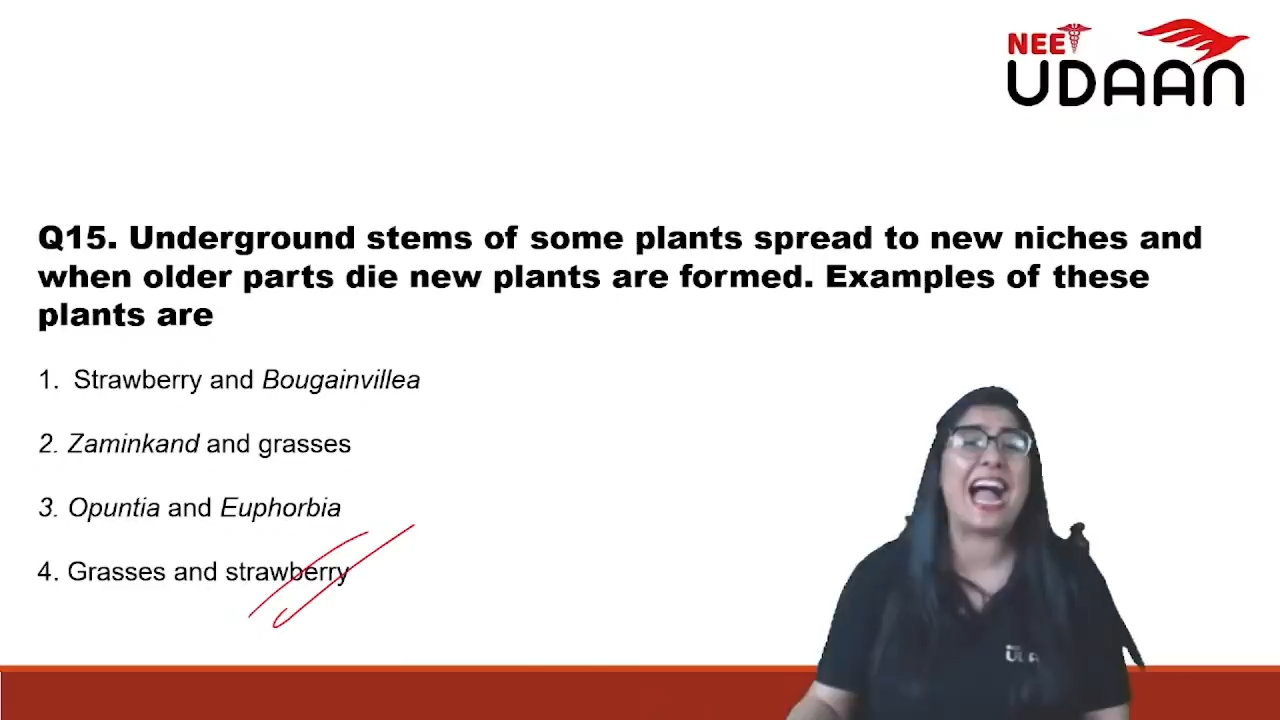 NEET
UDAAN
Q15. Underground stems of some plants spread to new niches and
when older parts die new plants are formed. Examples of these
plants are
1. Strawberry and Bougainvillea
2. Zaminkand and grasses
3. Opuntia and Euphorbia
4. Grasses and strawberry